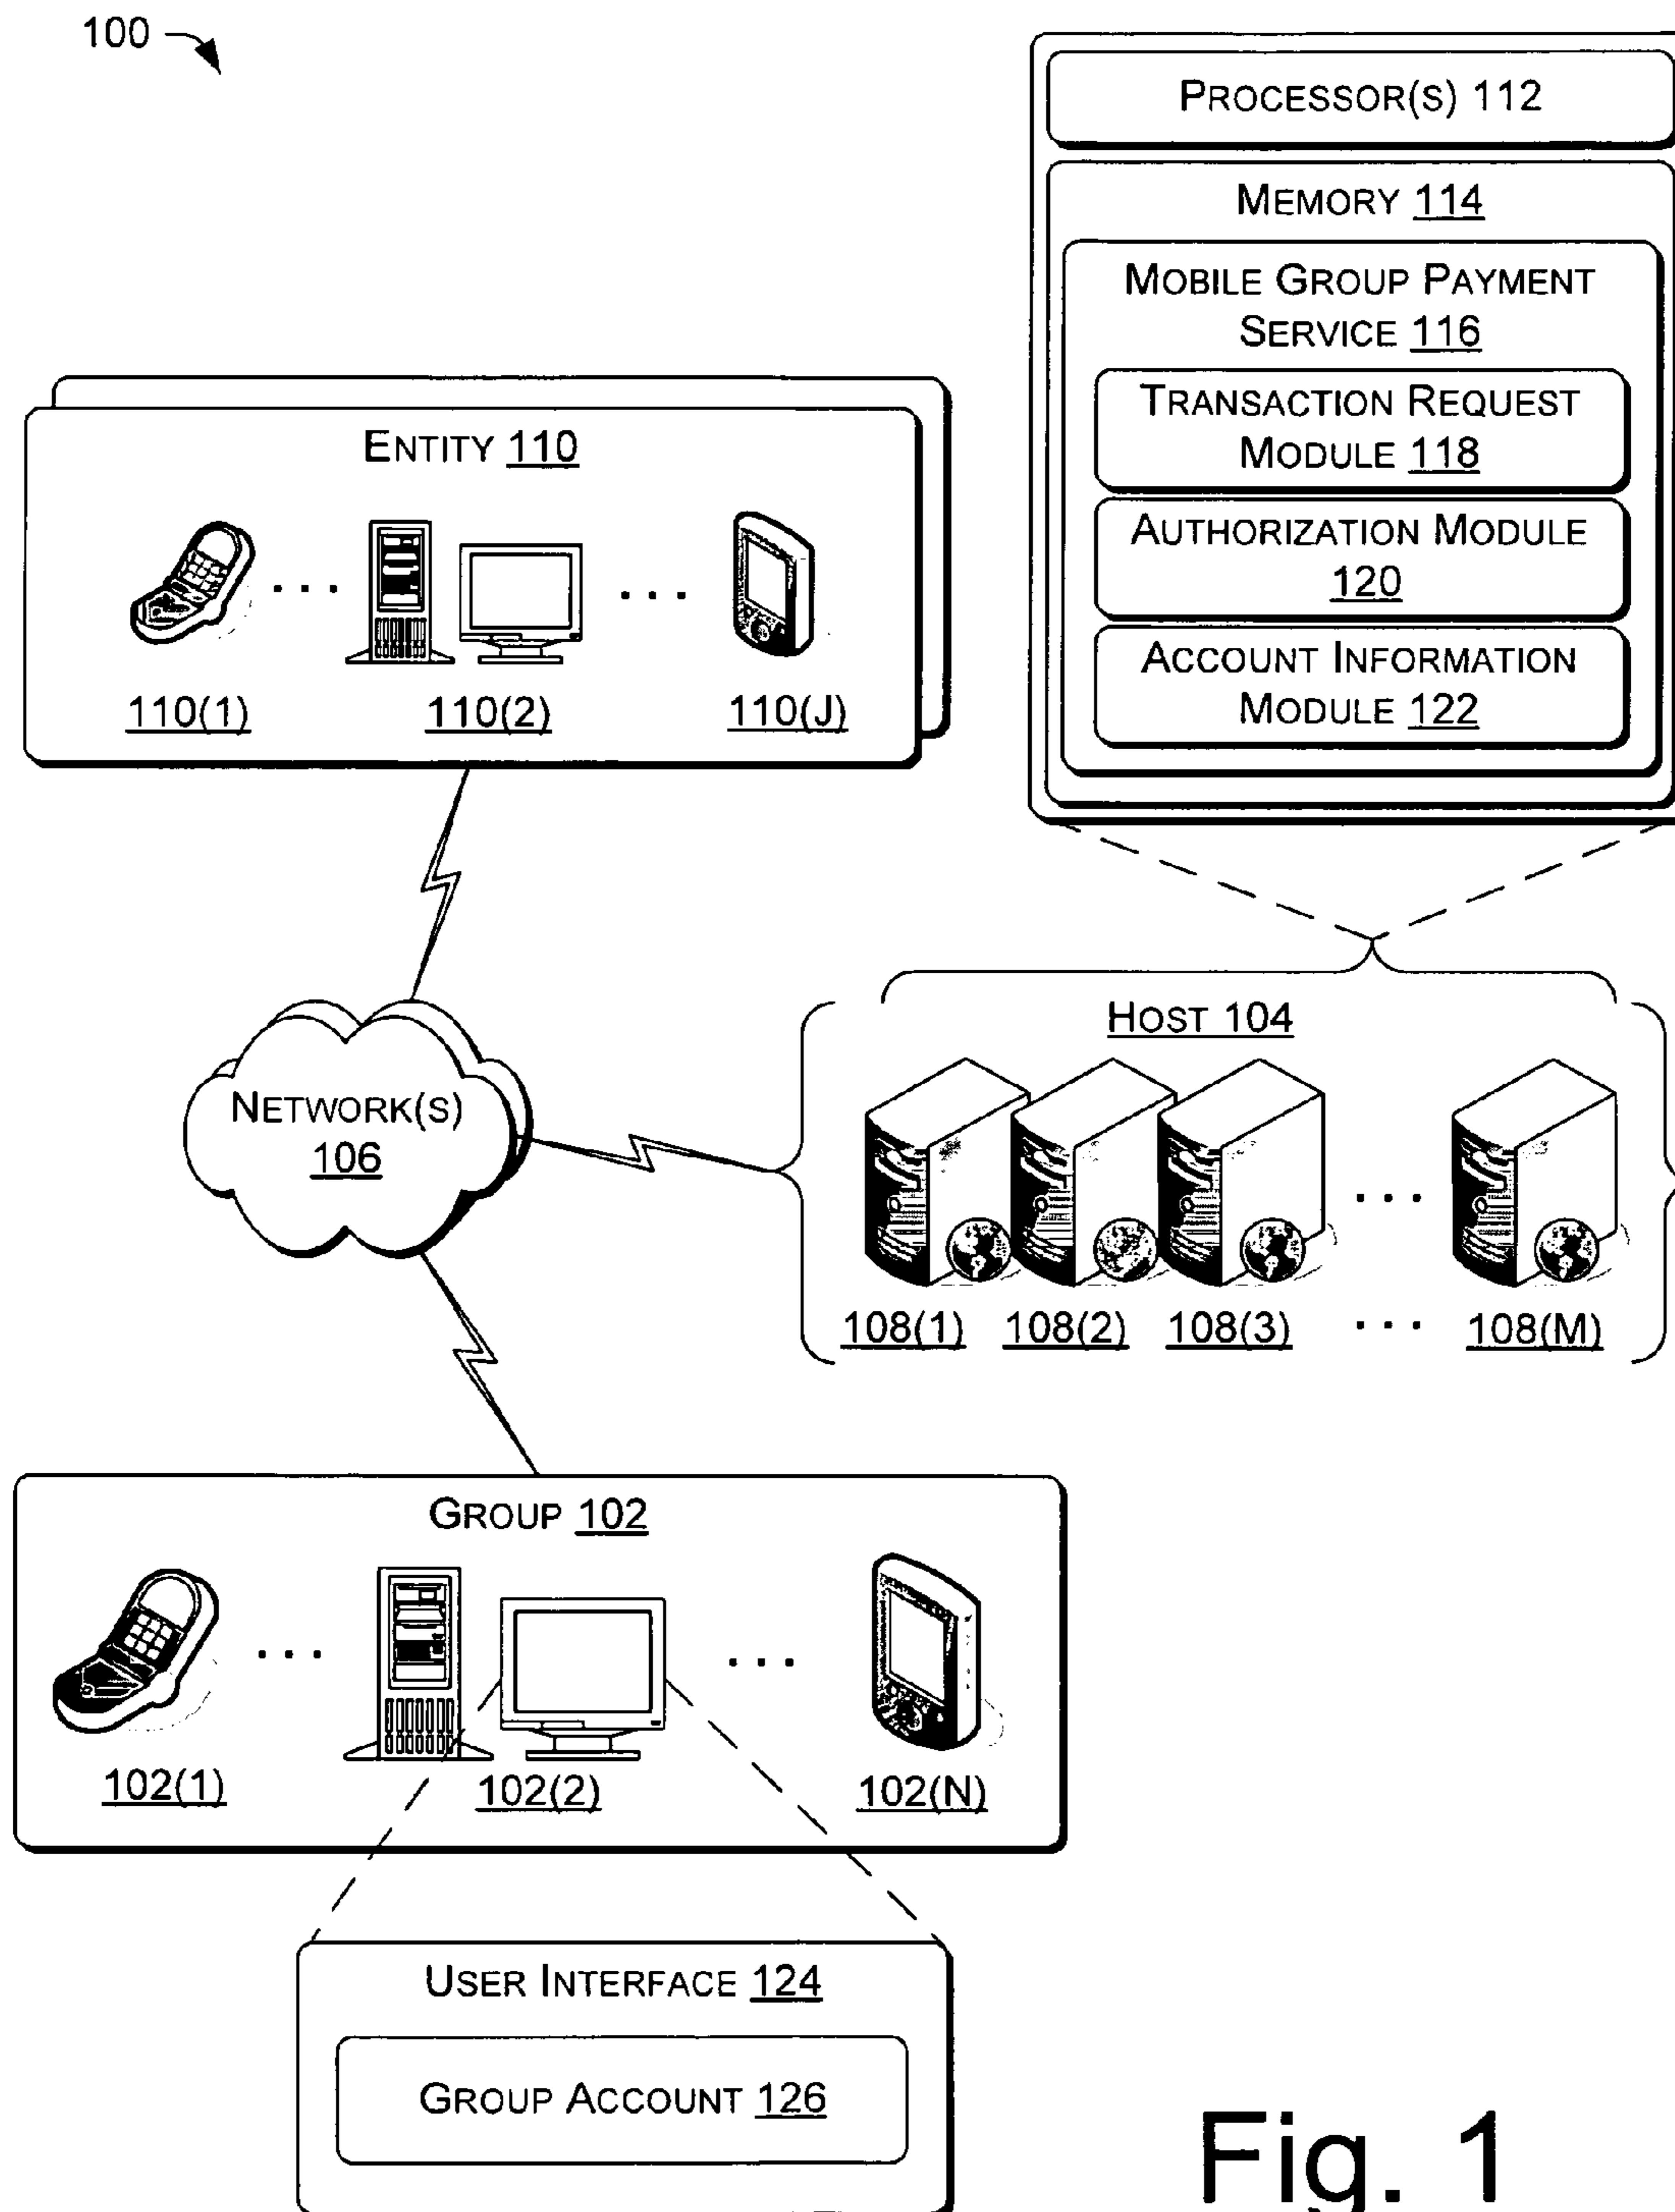 100
PROCESSOR(S) 112
MEMORY 114
MOBILE GROUP PAYMENT
SERVICE 116
TRANSACTION REQUEST
MODULE 118
AUTHORIZATION MODULE
120
ACCOUNT INFORMATION
MODULE 122
ENTITY 110
... ...
110(1) 110(2) 110(J)
HOST 104
NETWORK(S)
106
...
108(1) 108(2) 108(3) ... 108(M)
GROUP 102
... ...
102(1) 102(2) 102(N)
USER INTERFACE 124
GROUP ACCOUNT 126
Fig. 1